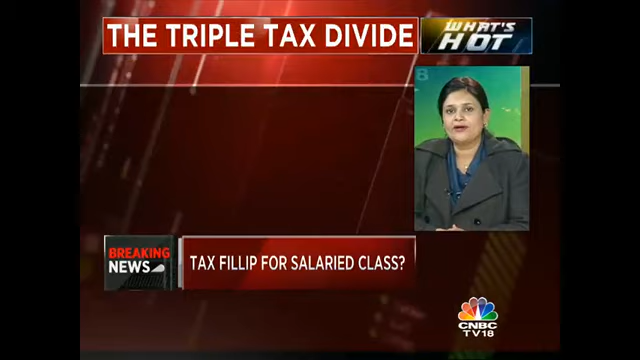 THE TRIPLE TAX DIVIDE
WHAT'S
HOT
BREAKING
NEWS
TAX FILLIP FOR SALARIED CLASS?
CNBC
TV18